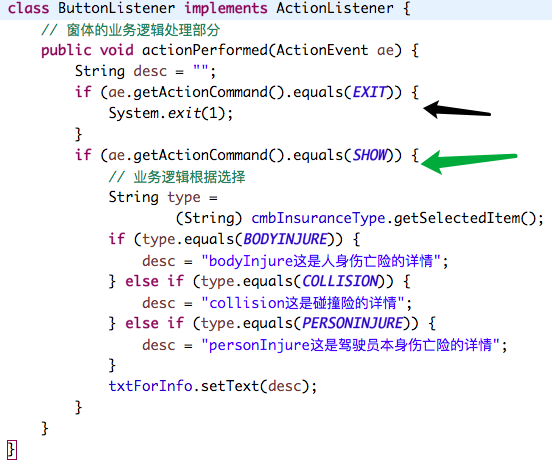 class ButtonListener implements ActionListener {
    // 窗体的业务逻辑处理部分
    public void actionPerformed(ActionEvent ae) {
        String desc = "";
        if (ae.getActionCommand().equals(EXIT)) {
            System.exit(1);
        }
        if (ae.getActionCommand().equals(SHOW)) {
            // 业务逻辑根据选择
            String type =
                    (String) cmbInsuranceType.getSelectedItem();
            if (type.equals(BODYINJURE)) {
                desc = "bodyInjure这是人身伤亡险的详情";
            } else if (type.equals(COLLISION)) {
                desc = "collision这是碰撞险的详情";
            } else if (type.equals(PERSONINJURE)) {
                desc = "personInjure这是驾驶员本身伤亡险的详情";
            }
            txtForInfo.setText(desc);
        }
    }
}